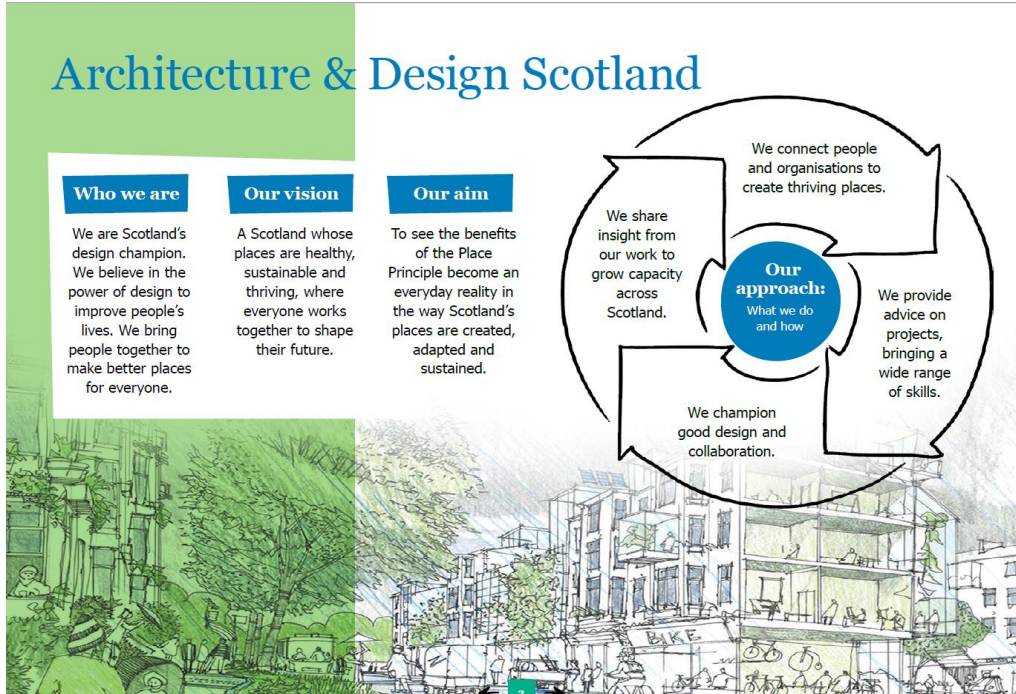 Architecture & Design Scotland
Who we are
We are Scotland's
design champion.
We believe in the
power of design to
improve people's
lives. We bring
people together to
make better places
for everyone.
Our vision
A Scotland whose
places are healthy,
sustainable and
thriving, where
everyone works
together to shape
their future.
Our aim
To see the benefits
of the Place
Principle become an
everyday reality in
the way Scotland's
places are created,
adapted and
sustained.
Our
approach:
What we do
and how
We connect people
and organisations to
create thriving places.
We provide
advice on
projects,
bringing a
wide range
of skills.
We champion
good design and
collaboration.
We share
insight from
our work to
grow capacity
across
Scotland.
BIKE